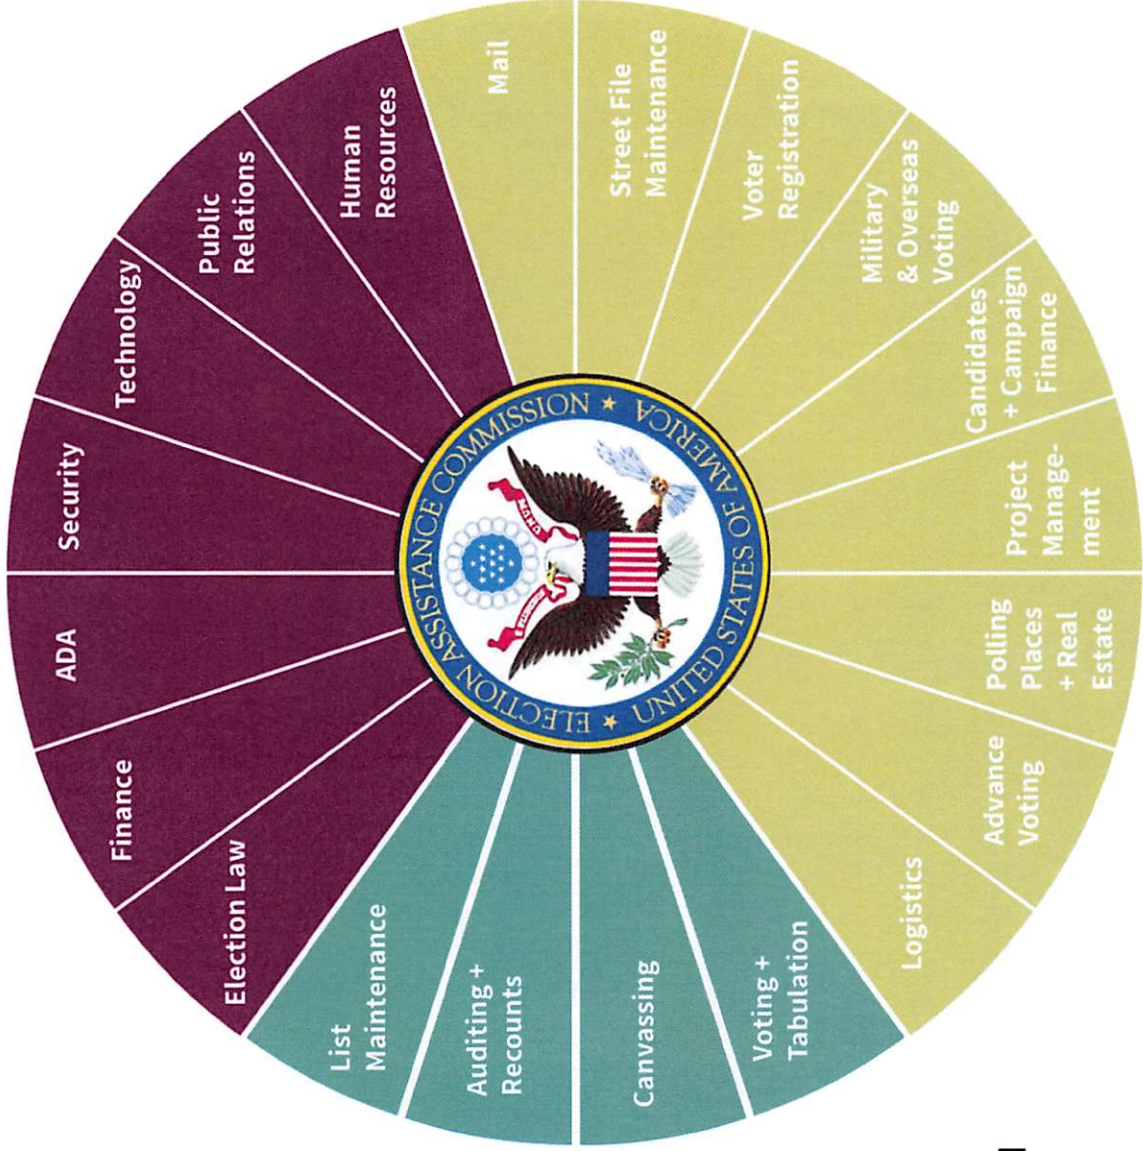 Security
Technology
Public
Relations
Human
Resources
Mail
Street File
Maintenance
Voter
Registration
Military
& Overseas
Voting
Candidates
+ Campaign
Finance
Project
Manage-
ment
Polling
Places
+ Real
Estate
Advance
Voting
Logistics
Voting +
Tabulation
Canvassing
Auditing +
Recounts
List
Maintenance
Election Law
Finance
ADA
ELECTION ASSISTANCE COMMISSION ★
UNITED STATES OF AMERICA ★